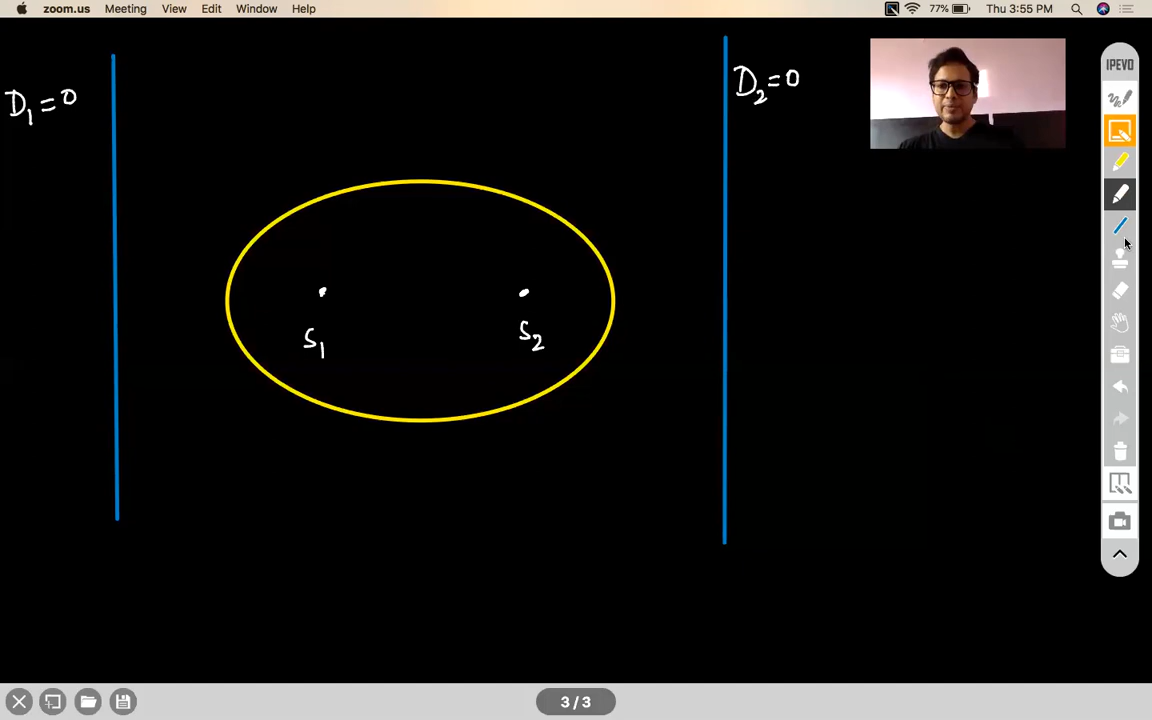 zoom.us Meeting View Edit Window Help 77% Thu 3:55 PM
IPEVO
D₁=0
D₂=0
S₁
S₂
3/3